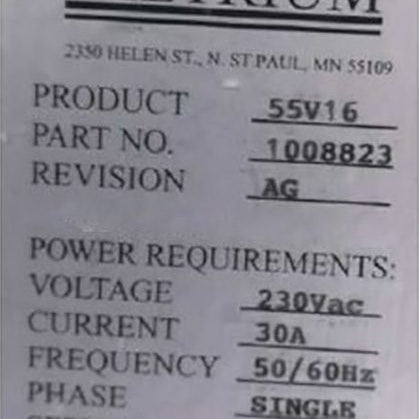 2350 HELEN ST., N. ST.PAUL, MN 55109
PRODUCT 55V16
PART NO. 1008823
REVISION AG
POWER REQUIREMENTS:
VOLTAGE 230Vac
CURRENT 30A
FREQUENCY 50/60Hz
PHASE SINGLE